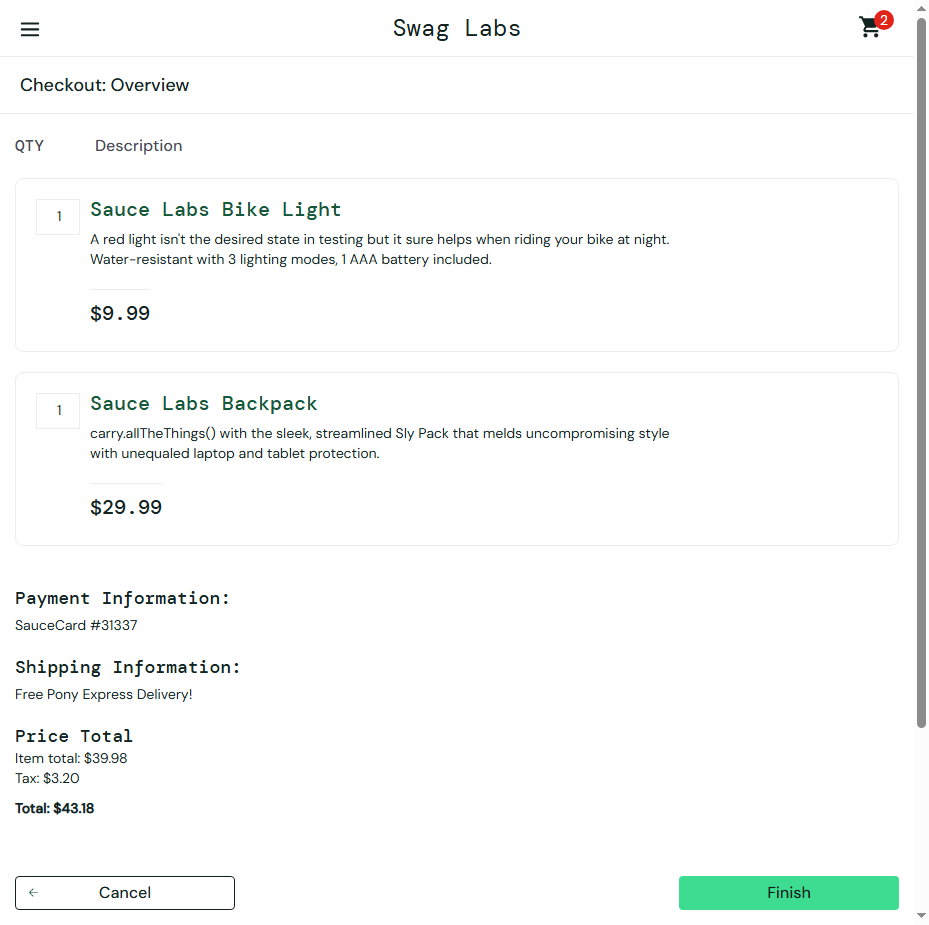 Swag Labs
2
Checkout: Overview
QTY Description
1
Sauce Labs Bike Light
A red light isn't the desired state in testing but it sure helps when riding your bike at night.
Water-resistant with 3 lighting modes, 1 AAA battery included.
$9.99
1
Sauce Labs Backpack
carry.allTheThings() with the sleek, streamlined Sly Pack that melds uncompromising style
with unequaled laptop and tablet protection.
$29.99
Payment Information:
SauceCard #31337
Shipping Information:
Free Pony Express Delivery!
Price Total
Item total: $39.98
Tax: $3.20
Total: $43.18
Cancel
Finish